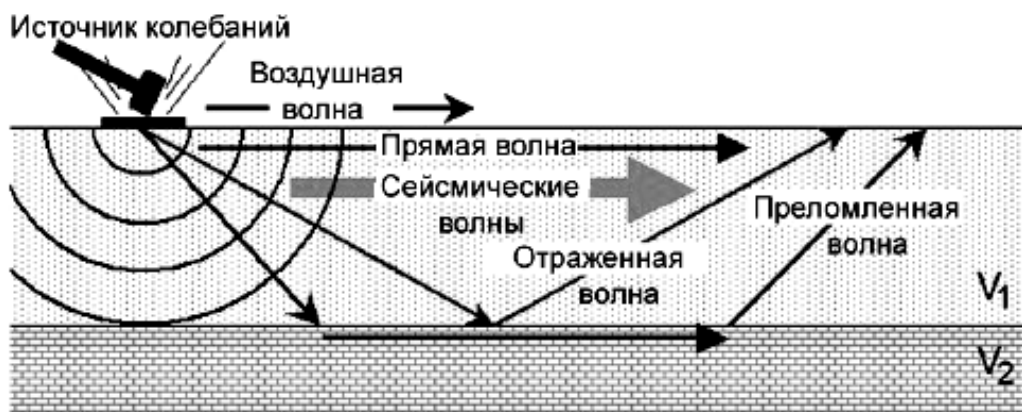 Источник колебаний
Воздушная
волна
Прямая волна
Сейсмические
волны
Преломленная
волна
Отраженная
волна
V1
V2